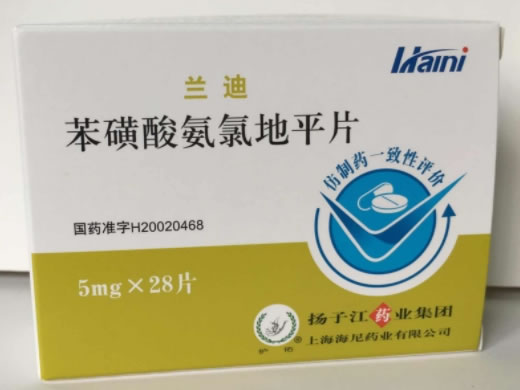 Haini
兰迪
苯磺酸氨氯地平片
仿制药一致性评价
国药准字H20020468
5mg×28片
护佑
扬子江药业集团
上海海尼药业有限公司